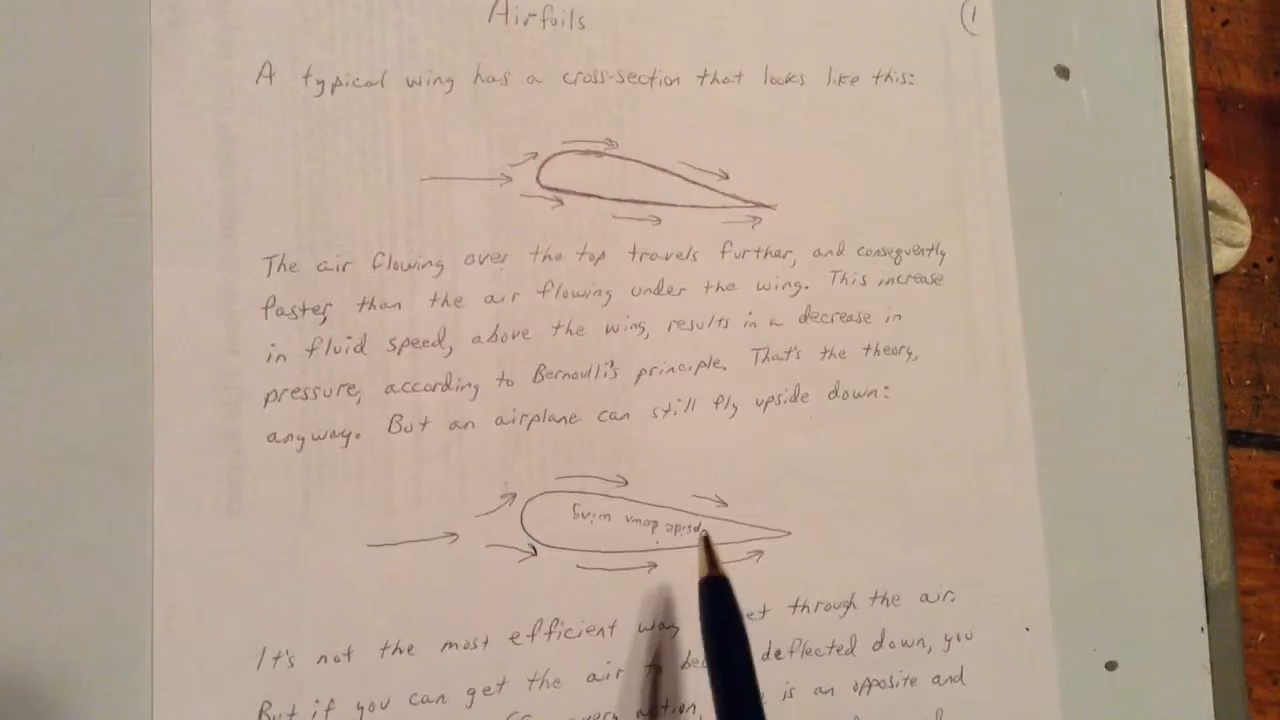 Airfoils
1
A typical wing has a cross-section that looks like this:
The air flowing over the top travels further, and consequently
faster, than the air flowing under the wing. This increase
in fluid speed, above the wing, results in a decrease in
pressure, according to Bernoulli's principle. That's the theory,
anyway. But an airplane can still fly upside down:
upside down wing
It's not the most efficient way get through the air.
But if you can get the air to deflected down, you
is an opposite and